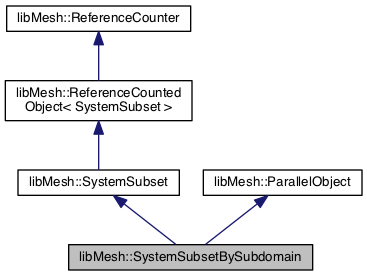 libMesh::ReferenceCounter
libMesh::ReferenceCounted
Object< SystemSubset >
libMesh::SystemSubset
libMesh::ParallelObject
libMesh::SystemSubsetBySubdomain